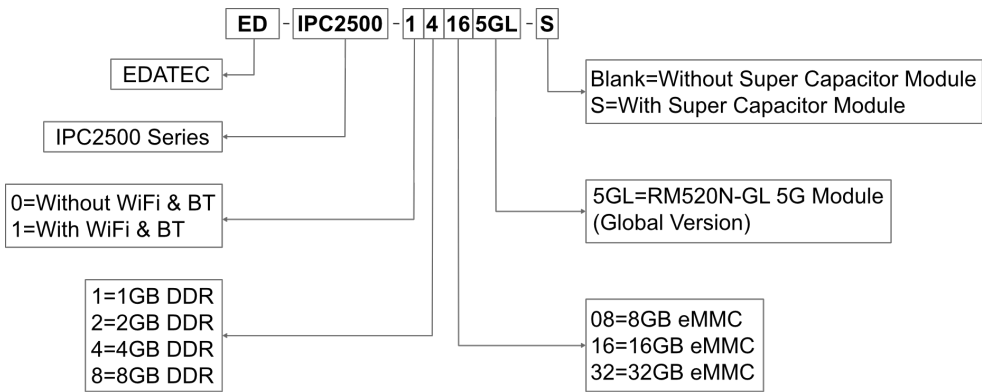 ED - IPC2500 - 1 4 16 5GL - S
EDATEC
Blank=Without Super Capacitor Module
S=With Super Capacitor Module
IPC2500 Series
0=Without WiFi & BT
1=With WiFi & BT
5GL=RM520N-GL 5G Module
(Global Version)
1=1GB DDR
2=2GB DDR
4=4GB DDR
8=8GB DDR
08=8GB eMMC
16=16GB eMMC
32=32GB eMMC